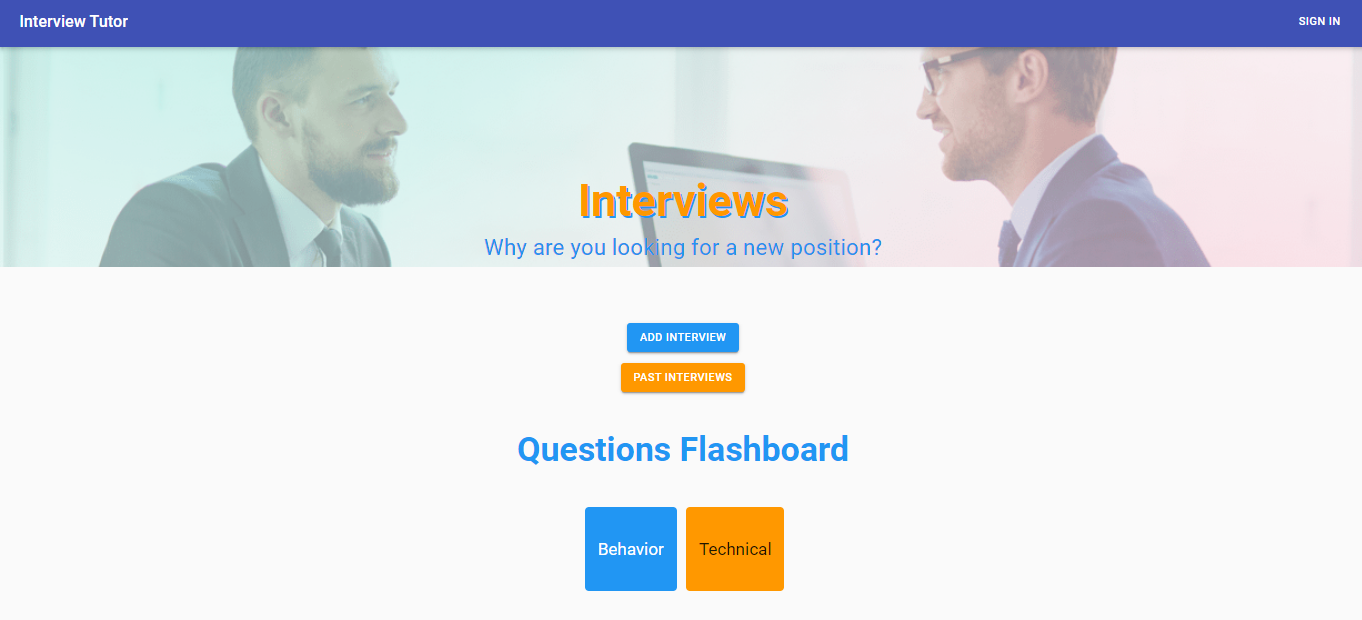 Interview Tutor
SIGN IN
Interviews
Why are you looking for a new position?
ADD INTERVIEW
PAST INTERVIEWS
Questions Flashboard
Behavior
Technical